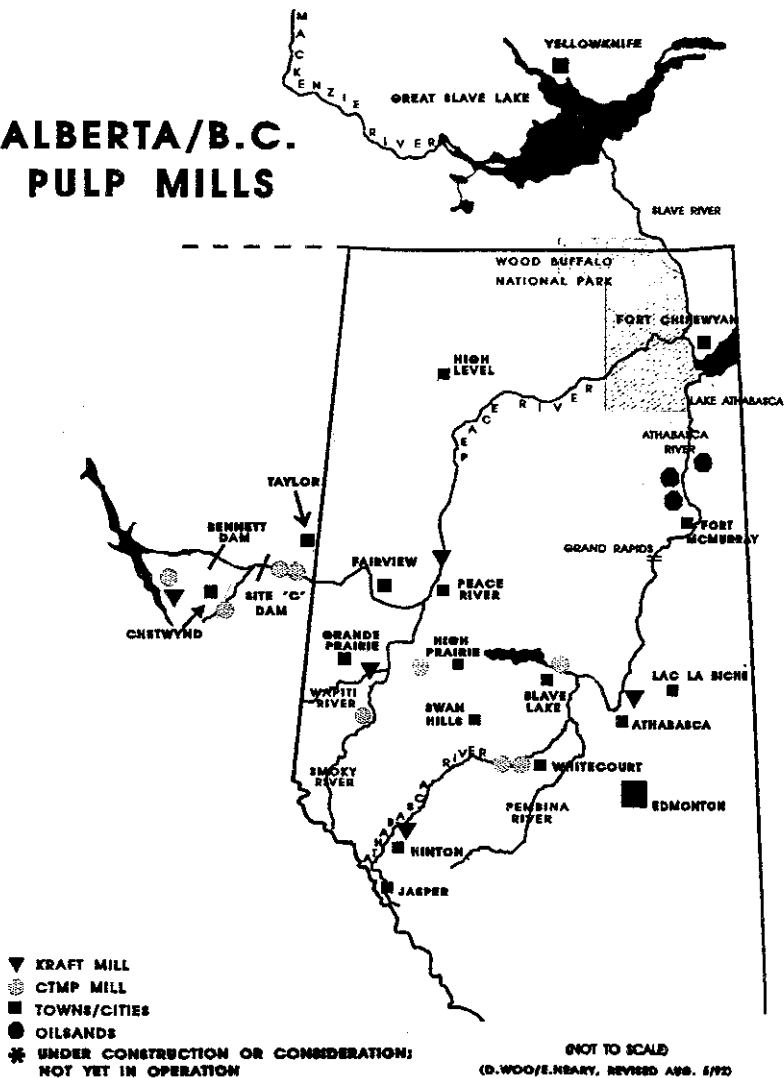 MACKENZIE RIVER
YELLOWKNIFE
GREAT SLAVE LAKE
ALBERTA/B.C.
PULP MILLS
SLAVE RIVER
WOOD BUFFALO
NATIONAL PARK
FORT CHIPEWYAN
HIGH
LEVEL
PEACE RIVER
LAKE ATHABASCA
ATHABASCA
RIVER
TAYLOR
BENNETT
DAM
FORT
MCMURRAY
GRAND RAPIDS
FAIRVIEW
PEACE
RIVER
SITE "C"
DAM
CHETWYND
GRANDE
PRAIRIE
HIGH
PRAIRIE
WAPITI
RIVER
SLAVE
LAKE
LAC LA BICHE
SWAN
HILLS
ATHABASCA
SMOKY
RIVER
ATHABASCA RIVER
WHITECOURT
PEMBINA
RIVER
EDMONTON
HINTON
JASPER
KRAFT MILL
CTMP MILL
TOWNS/CITIES
OILSANDS
UNDER CONSTRUCTION OR CONSIDERATION;
NOT YET IN OPERATION
(NOT TO SCALE)
(D.WOO/E.NEARY, REVISED AUG. 5/92)